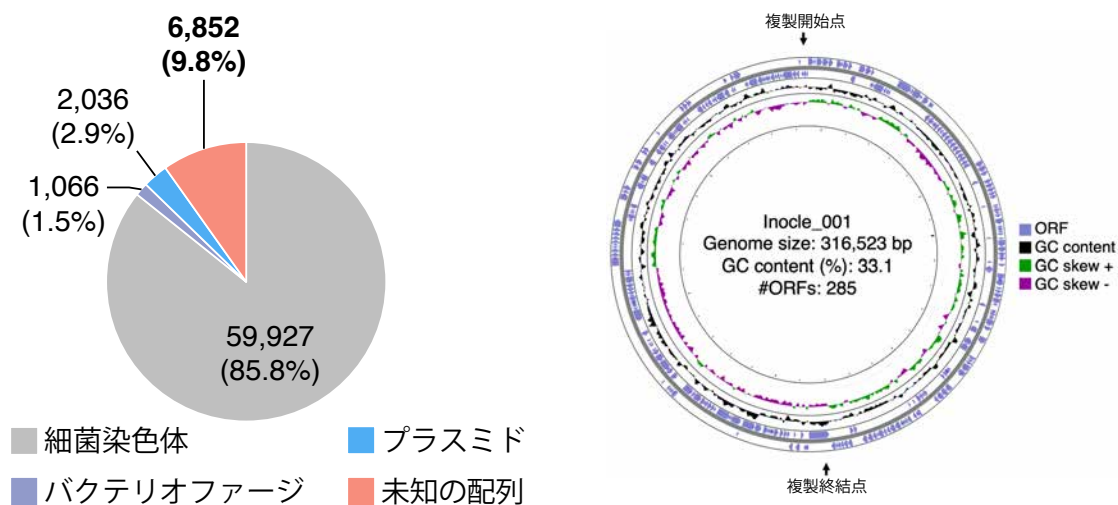 6,852
(9.8%)
2,036
(2.9%)
1,066
(1.5%)
59,927
(85.8%)
細菌染色体
プラスミド
バクテリオファージ
未知の配列
複製開始点
Inocle_001
Genome size: 316,523 bp
GC content (%): 33.1
#ORFs: 285
ORF
GC content
GC skew +
GC skew -
複製終結点